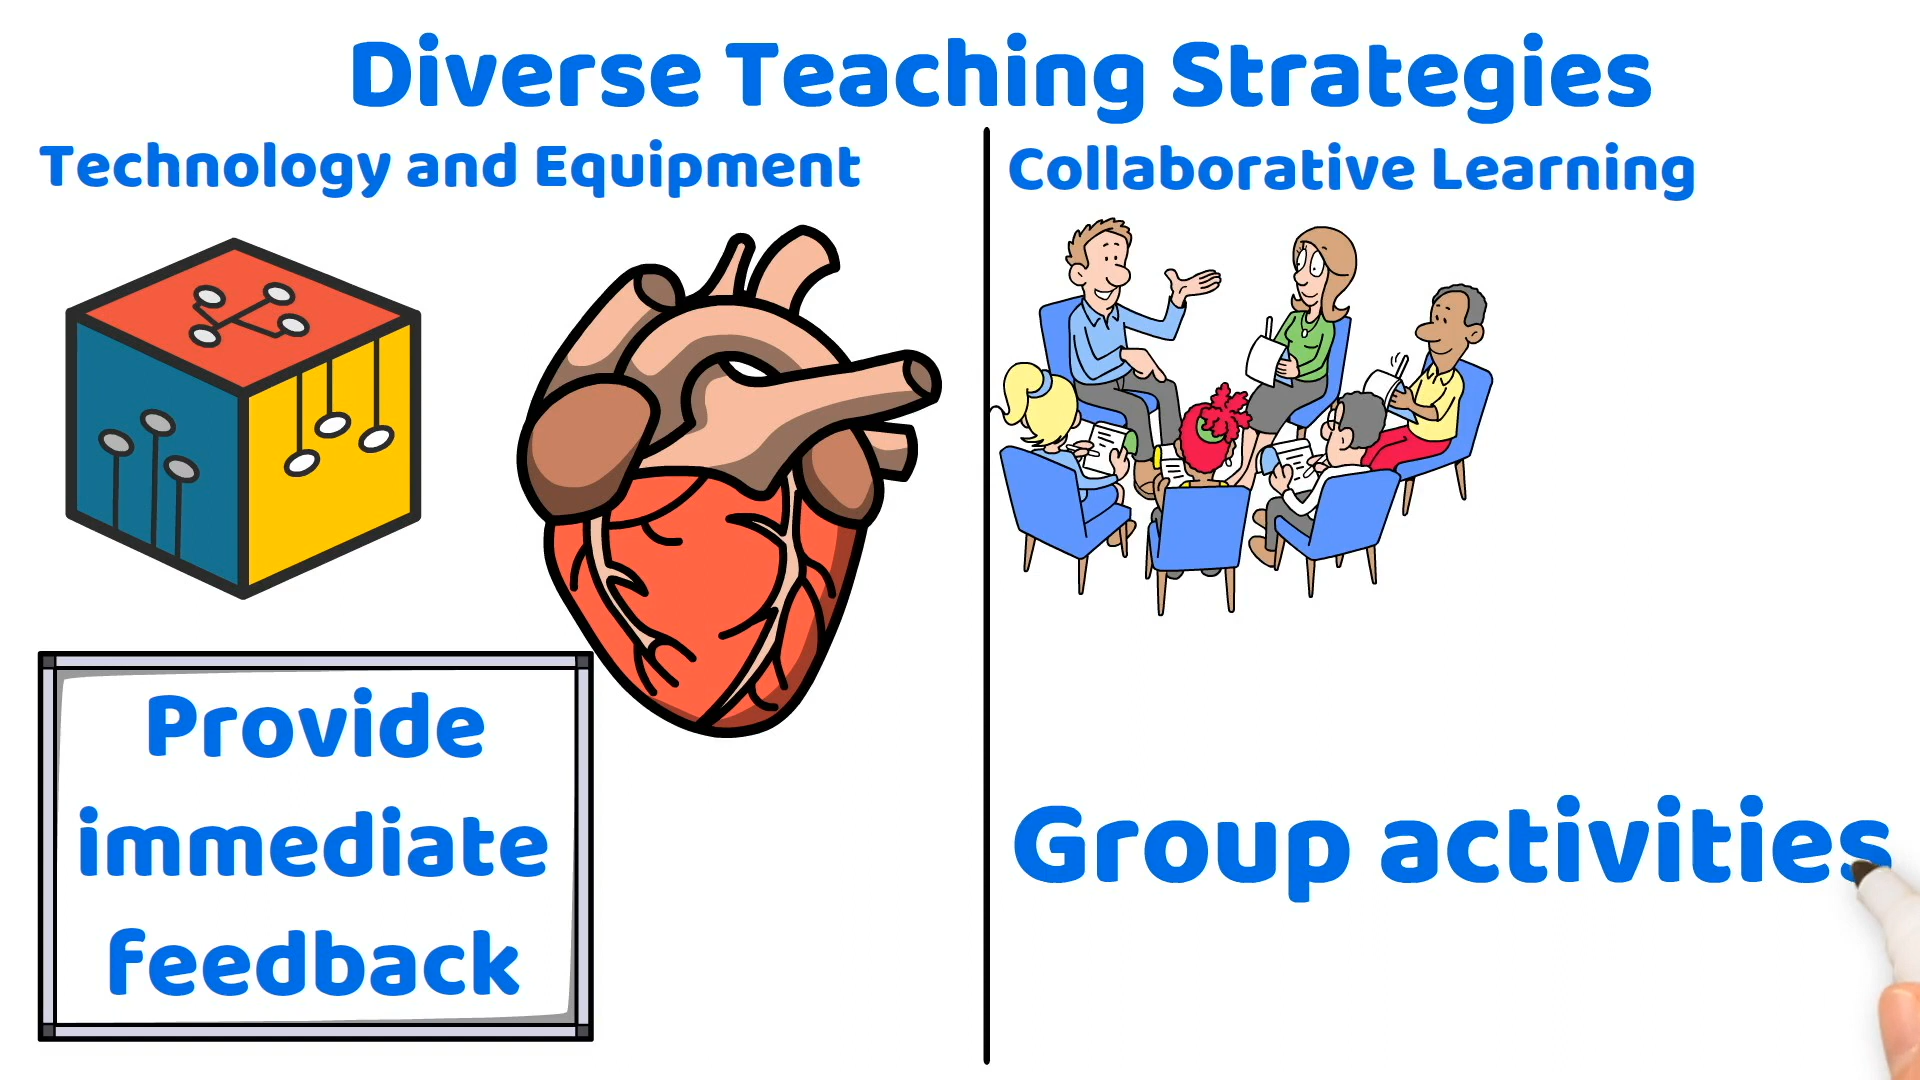 Diverse Teaching Strategies
Technology and Equipment
Provide
immediate
feedback
Collaborative Learning
Group activities